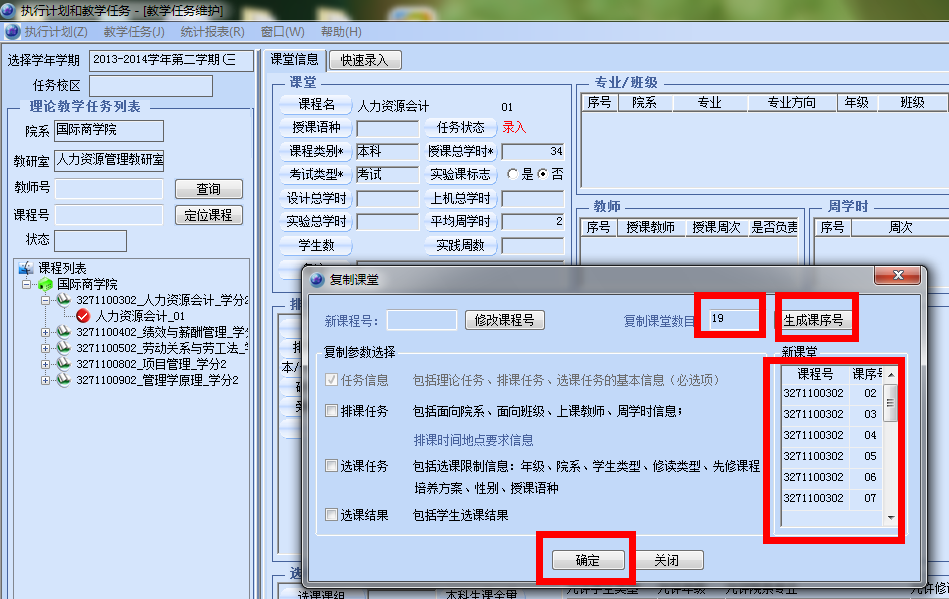 执行计划和教学任务 - [教学任务维护]
执行计划(Z) 教学任务(J) 统计报表(R) 窗口(W) 帮助(H)
选择学年学期 2013-2014学年第二学期(三
任务校区
理论教学任务列表
院系 国际商学院
教研室 人力资源管理教研室
教师号 查询
课程号 定位课程
状态
课程列表
国际商学院
3271100302_人力资源会计_学分2
人力资源会计_01
3271100402_绩效与薪酬管理_学
3271100502_劳动关系与劳工法_
3271100802_项目管理_学分2
3271100902_管理学原理_学分2
课堂信息 快速录入
课堂
课程名 人力资源会计 01
授课语种 任务状态 录入
课程类别* 本科 授课总学时* 34
考试类型* 考试 实验课标志 是 否
设计总学时 上机总学时
实验总学时 平均周学时 2
学生数 实践周数
专业/班级
序号 院系 专业 专业方向 年级 班级
教师
序号 授课教师 授课周次 是否负责
周学时
序号 周次
复制课堂
新课程号: 修改课程号 复制课堂数目 19 生成课序号
复制参数选择
任务信息 包括理论任务、排课任务、选课任务的基本信息（必选项）
排课任务 包括面向院系、面向班级、上课教师、周学时信息；
排课时间地点要求信息
选课任务 包括选课限制信息：年级、院系、学生类型、修读类型、先修课程
培养方案、性别、授课语种
选课结果 包括学生选课结果
新课堂
课程号 课序号
3271100302 02
3271100302 03
3271100302 04
3271100302 05
3271100302 06
3271100302 07
确定 关闭
选课课组 本科生课余量 允许学生类型 允许年级 允许院系专业 允许修